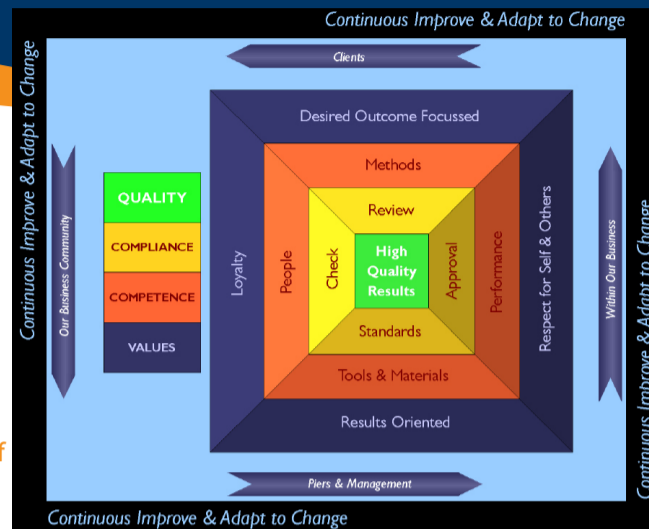 Continuous Improve & Adapt to Change
Clients
Continuous Improve & Adapt to Change
Our Business Community
QUALITY
COMPLIANCE
COMPETENCE
VALUES
Desired Outcome Focussed
Methods
Review
Loyalty
People
Check
High
Quality
Results
Approval
Performance
Respect for Self & Others
Standards
Tools & Materials
Results Oriented
Within Our Business
Continuous Improve & Adapt to Change
Piers & Management
Continuous Improve & Adapt to Change
f